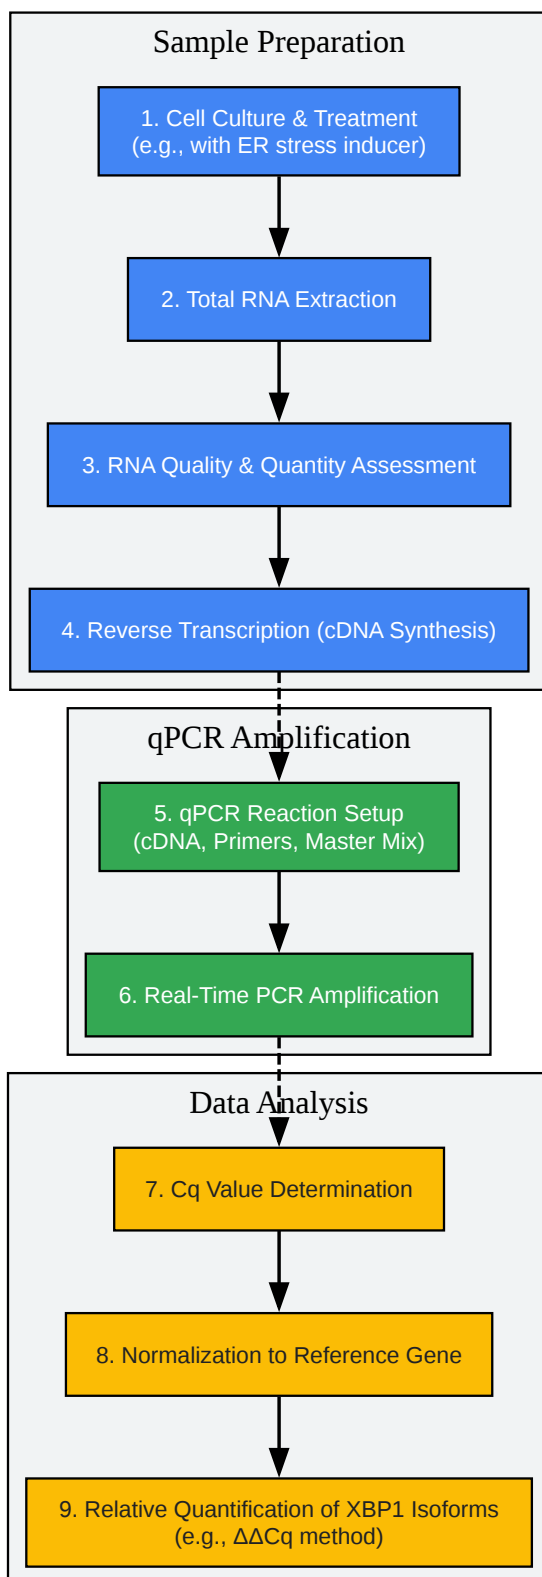 Sample Preparation
1. Cell Culture & Treatment
(e.g., with ER stress inducer)
2. Total RNA Extraction
3. RNA Quality & Quantity Assessment
4. Reverse Transcription (cDNA Synthesis)
qPCR Amplification
5. qPCR Reaction Setup
(cDNA, Primers, Master Mix)
6. Real-Time PCR Amplification
Data Analysis
7. Cq Value Determination
8. Normalization to Reference Gene
9. Relative Quantification of XBP1 Isoforms
(e.g., ΔΔCq method)